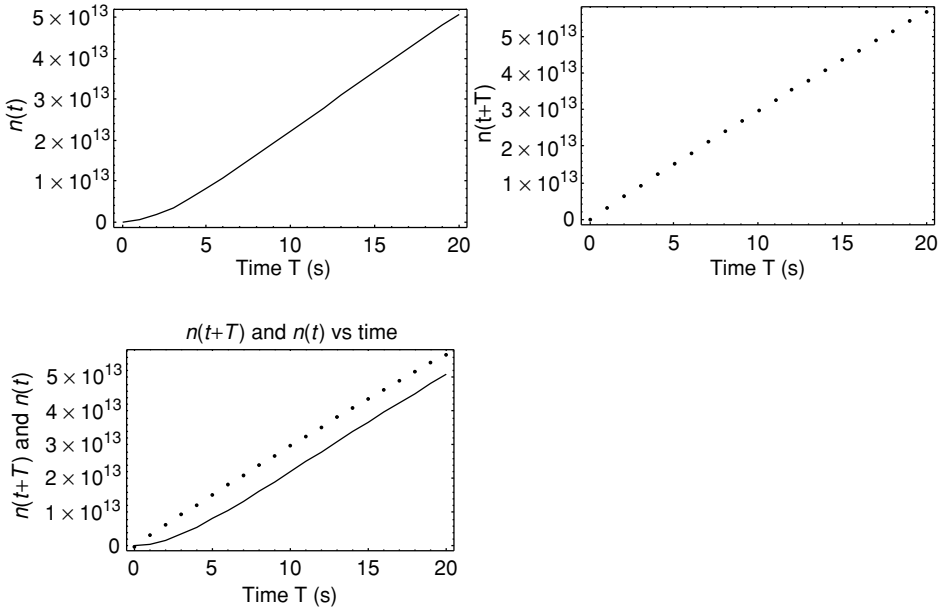 n(t)
5 × 10^13
4 × 10^13
3 × 10^13
2 × 10^13
1 × 10^13
0
0 5 10 15 20
Time T (s)
n(t+T)
5 × 10^13
4 × 10^13
3 × 10^13
2 × 10^13
1 × 10^13
0
0 5 10 15 20
Time T (s)
n(t+T) and n(t) vs time
n(t+T) and n(t)
5 × 10^13
4 × 10^13
3 × 10^13
2 × 10^13
1 × 10^13
0
0 5 10 15 20
Time T (s)